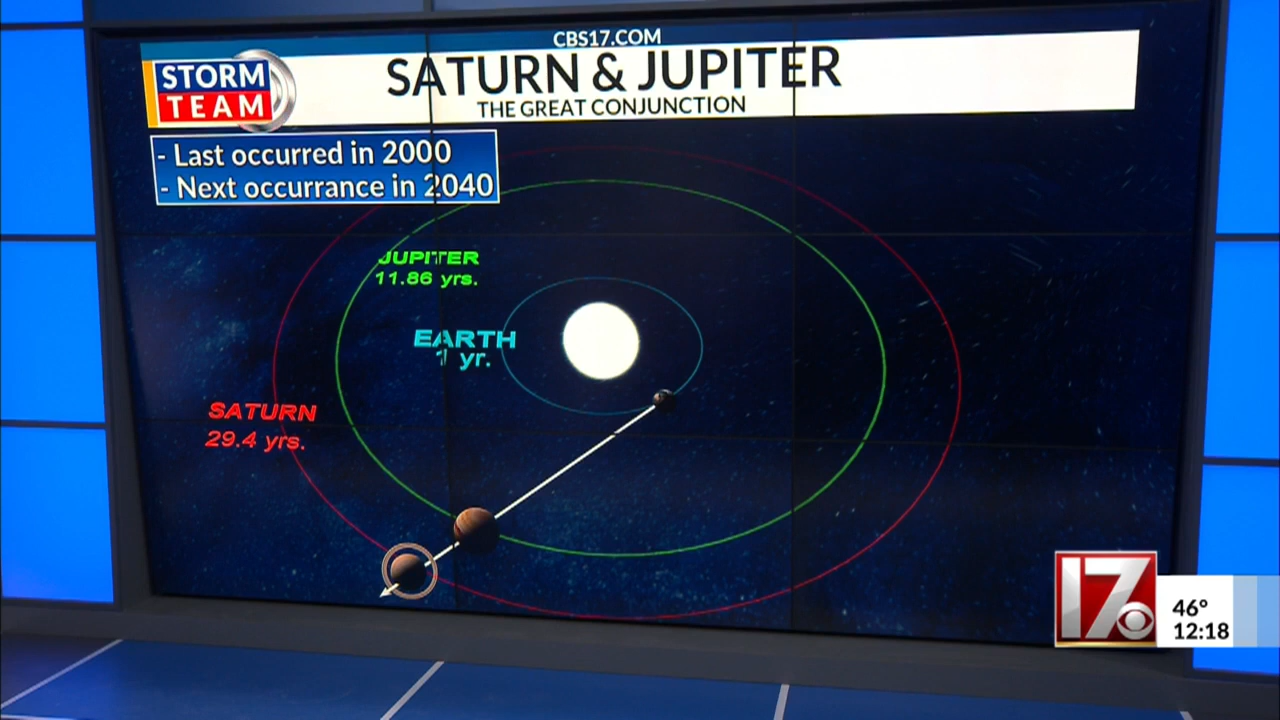 CBS17.COM
STORM
TEAM
SATURN & JUPITER
THE GREAT CONJUNCTION
- Last occurred in 2000
- Next occurrance in 2040
JUPITER
11.86 yrs.
EARTH
1 yr.
SATURN
29.4 yrs.
17
46°
12:18